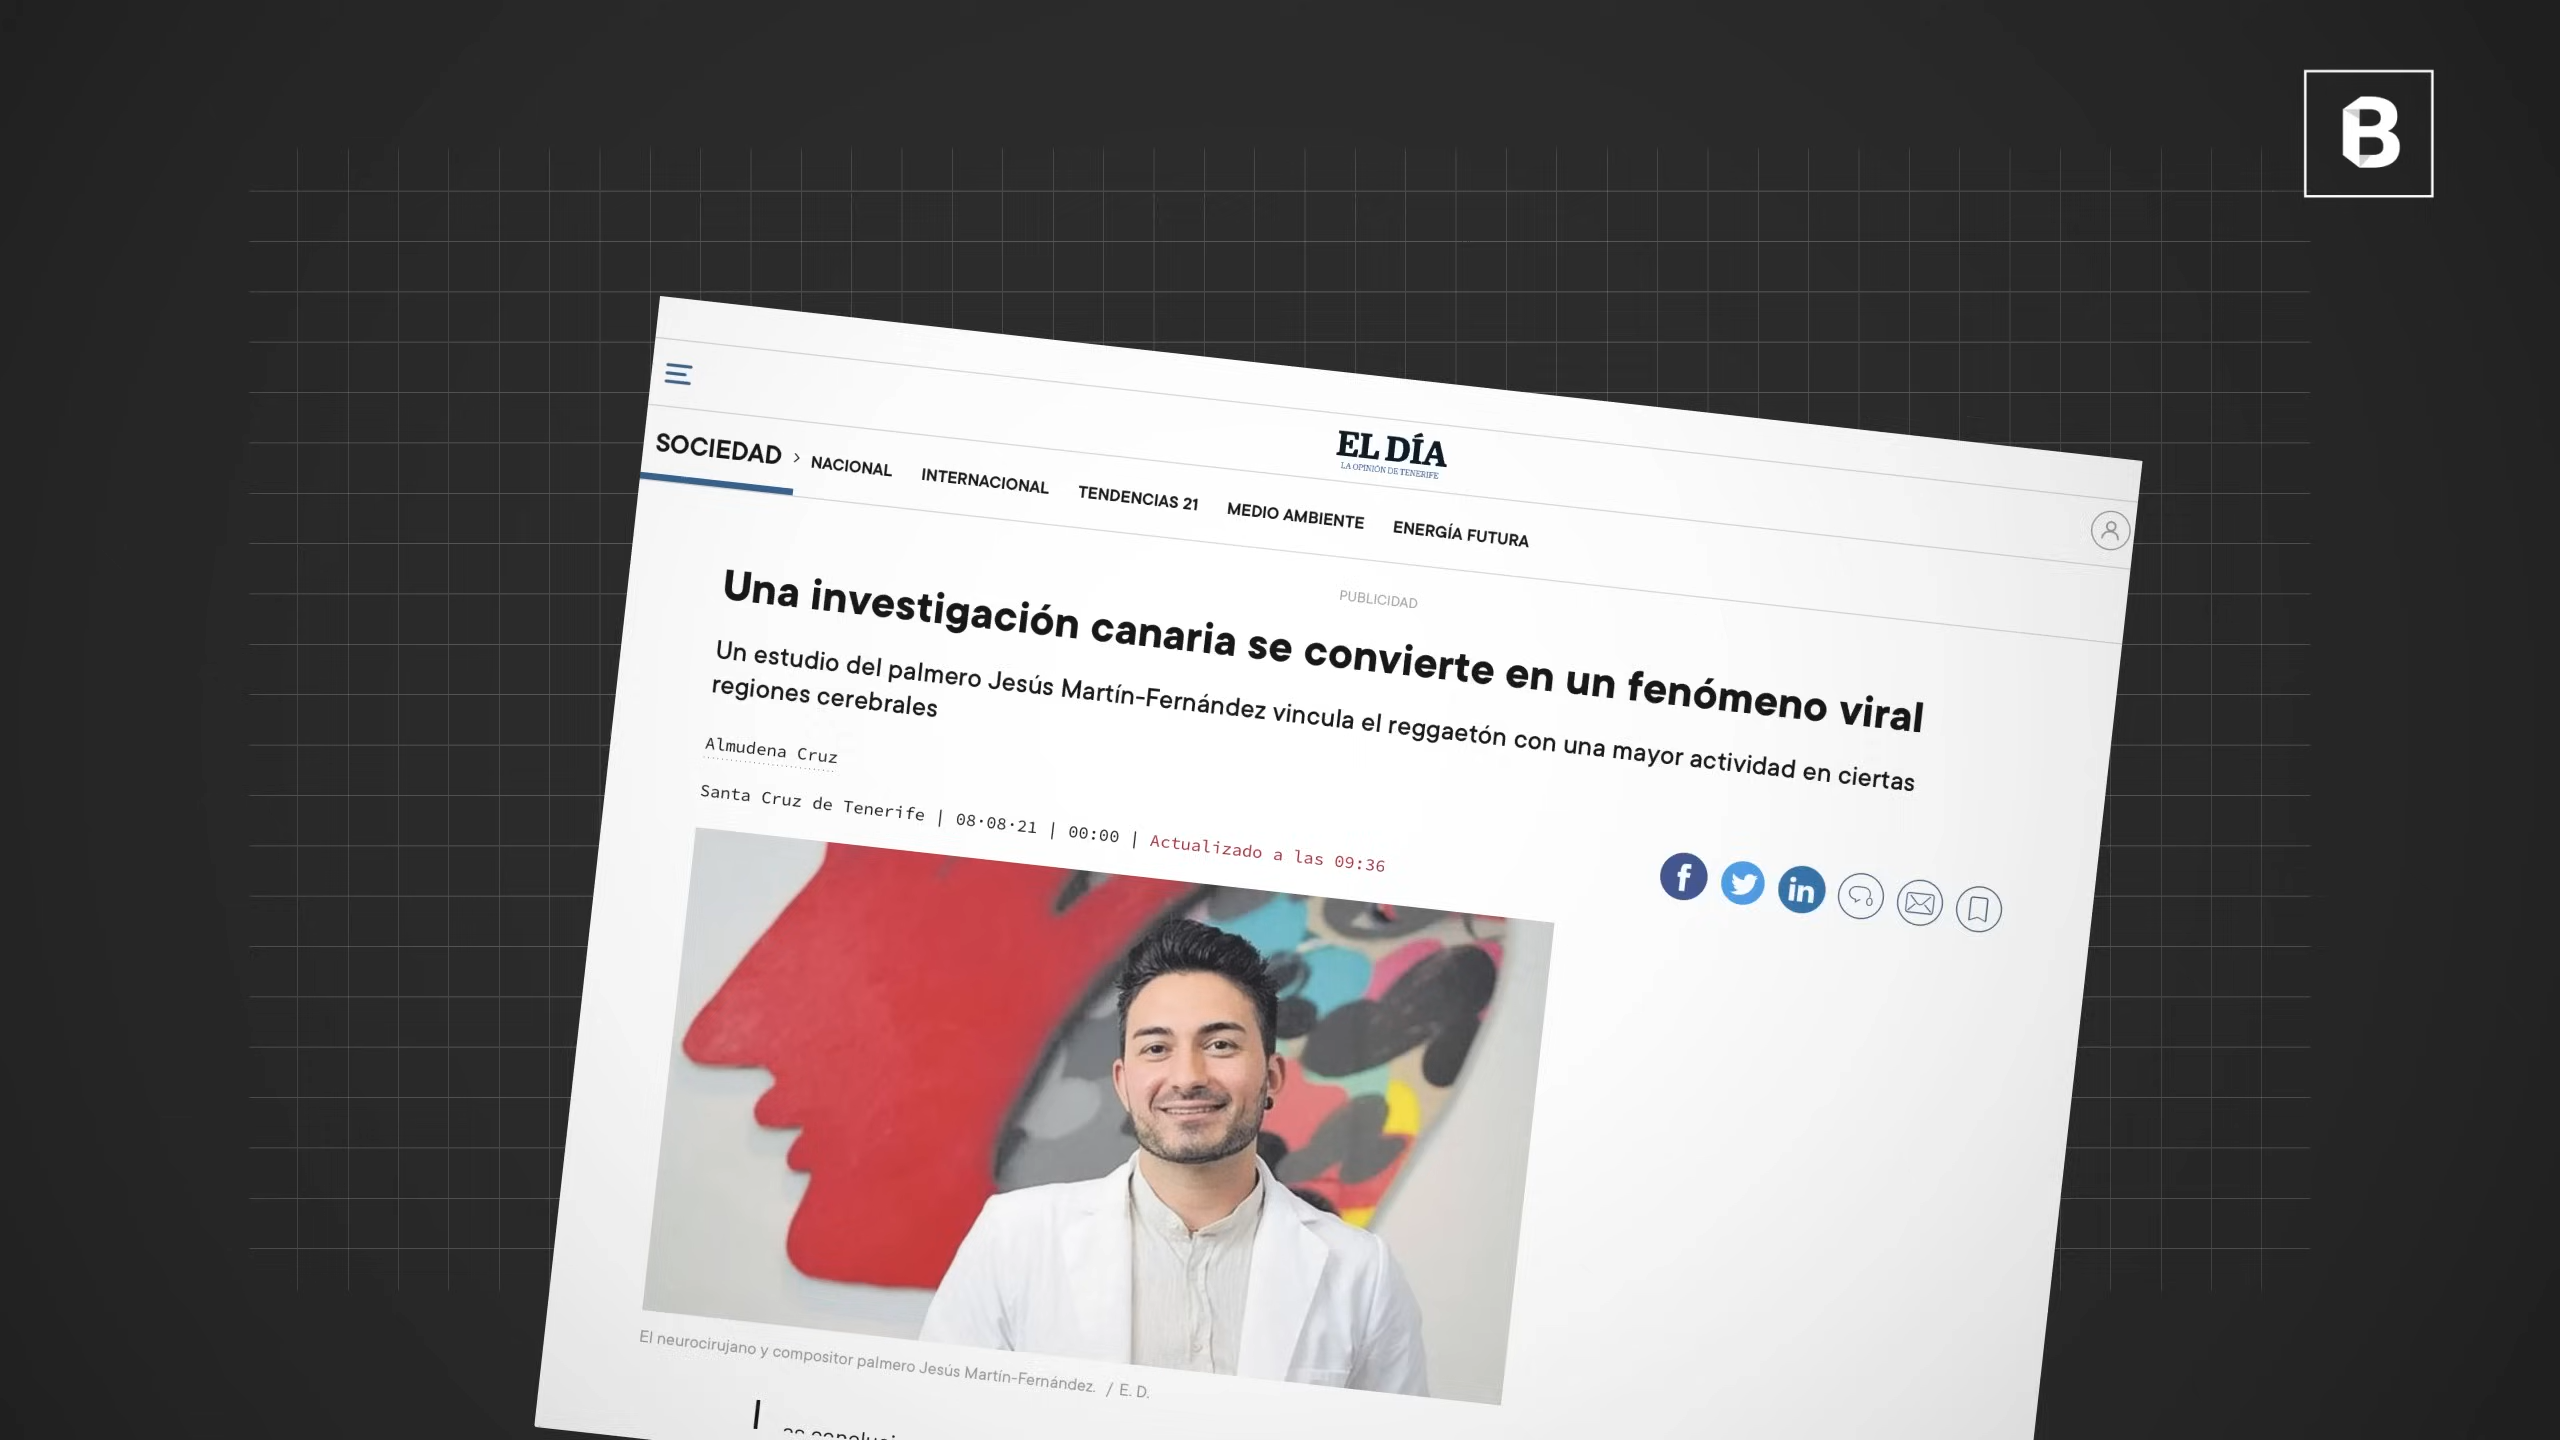 B
EL DÍA
LA OPINIÓN DE TENERIFE
SOCIEDAD > NACIONAL INTERNACIONAL TENDENCIAS 21 MEDIO AMBIENTE ENERGÍA FUTURA
PUBLICIDAD
Una investigación canaria se convierte en un fenómeno viral
Un estudio del palmero Jesús Martín-Fernández vincula el reggaetón con una mayor actividad en ciertas
regiones cerebrales
Almudena Cruz
Santa Cruz de Tenerife | 08·08·21 | 00:00 | Actualizado a las 09:36
f in
El neurocirujano y compositor palmero Jesús Martín-Fernández. / E. D.